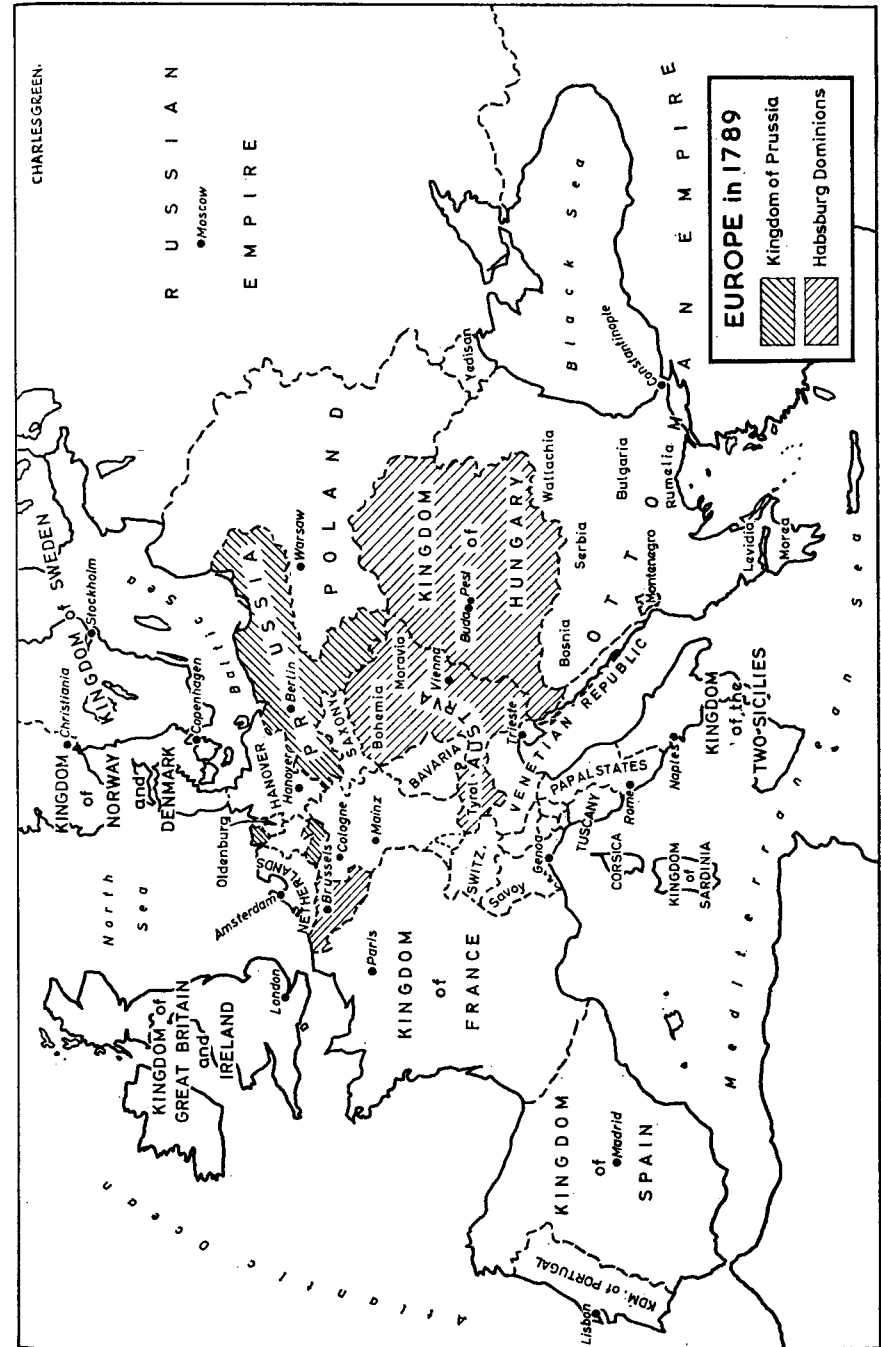 CHARLES GREEN.
EUROPE in 1789
Kingdom of Prussia
Habsburg Dominions
RUSSIAN
EMPIRE
Moscow
KINGDOM of SWEDEN
Stockholm
Christiania
KINGDOM
of
NORWAY
and
DENMARK
Copenhagen
Baltic Sea
North
Sea
KINGDOM of
GREAT BRITAIN
and
IRELAND
London
Atlantic Ocean
Oldenburg
HANOVER
Hanover
NETHERLANDS
Amsterdam
Brussels
Cologne
Mainz
PRUSSIA
Berlin
SAXONY
POLAND
Warsaw
Bohemia
Moravia
BAVARIA
AUSTRIA
Vienna
Tyrol
Trieste
KINGDOM
of
HUNGARY
Buda
Pest
Yedisan
Black Sea
Constantinople
OTTOMAN EMPIRE
Wallachia
Bulgaria
Rumelia
Serbia
Bosnia
Montenegro
Levidia
Morea
Paris
KINGDOM
of
FRANCE
SWITZ.
Savoy
Genoa
VENETIAN REPUBLIC
TUSCANY
PAPAL STATES
Rome
Naples
KINGDOM
of the
TWO SICILIES
CORSICA
KINGDOM
of
SARDINIA
Mediterranean Sea
KINGDOM
of
SPAIN
Madrid
KDM. of PORTUGAL
Lisbon